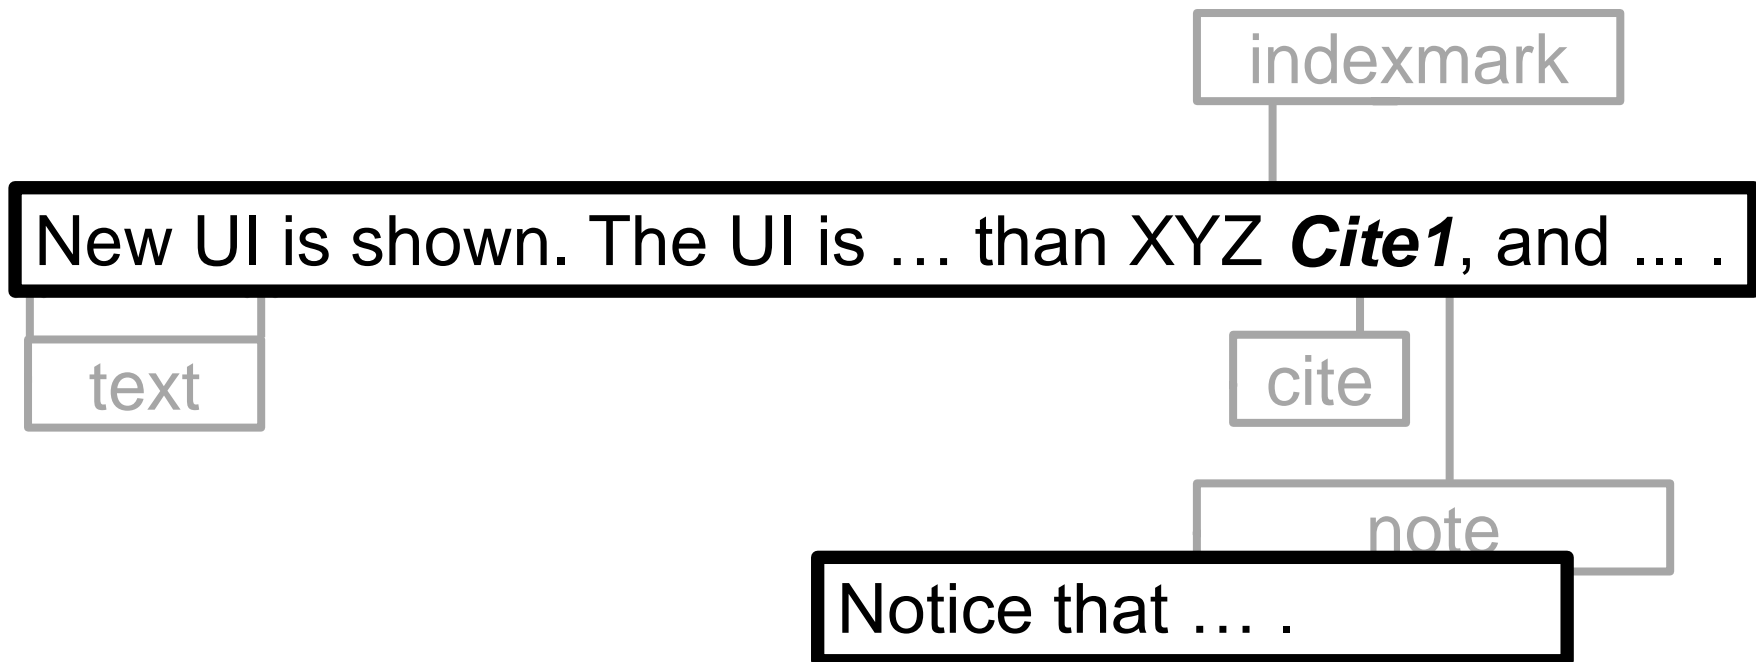 indexmark
New UI is shown. The UI is … than XYZ Cite1, and ... .
text
cite
note
Notice that … .